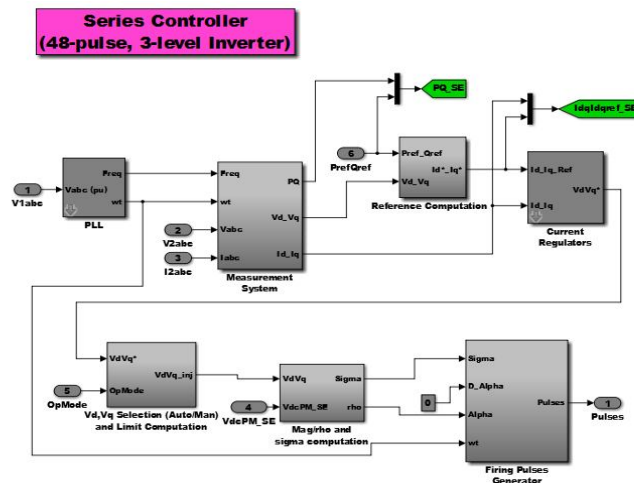 Series Controller
(48-pulse, 3-level Inverter)
PQ_SE
IdqIdqref_SE
1
V1abc
Vabc (pu)
Freq
wt
PLL
Freq
wt
Vabc
Iabc
PQ
Vd_Vq
Id_Iq
Measurement
System
2
V2abc
3
I2abc
6
PrefQref
Pref_Qref
Vd_Vq
Id*_Iq*
Reference Computation
Id_Iq_Ref
Id_Iq
VdVq*
Current
Regulators
VdVq*
OpMode
VdVq_inj
5
OpMode
Vd,Vq Selection (Auto/Man)
and Limit Computation
VdVq
VdcPM_SE
Sigma
rho
4
Mag/rho and
sigma computation
0
Sigma
D_Alpha
Alpha
wt
Pulses
Firing Pulses
Generator
1
Pulses